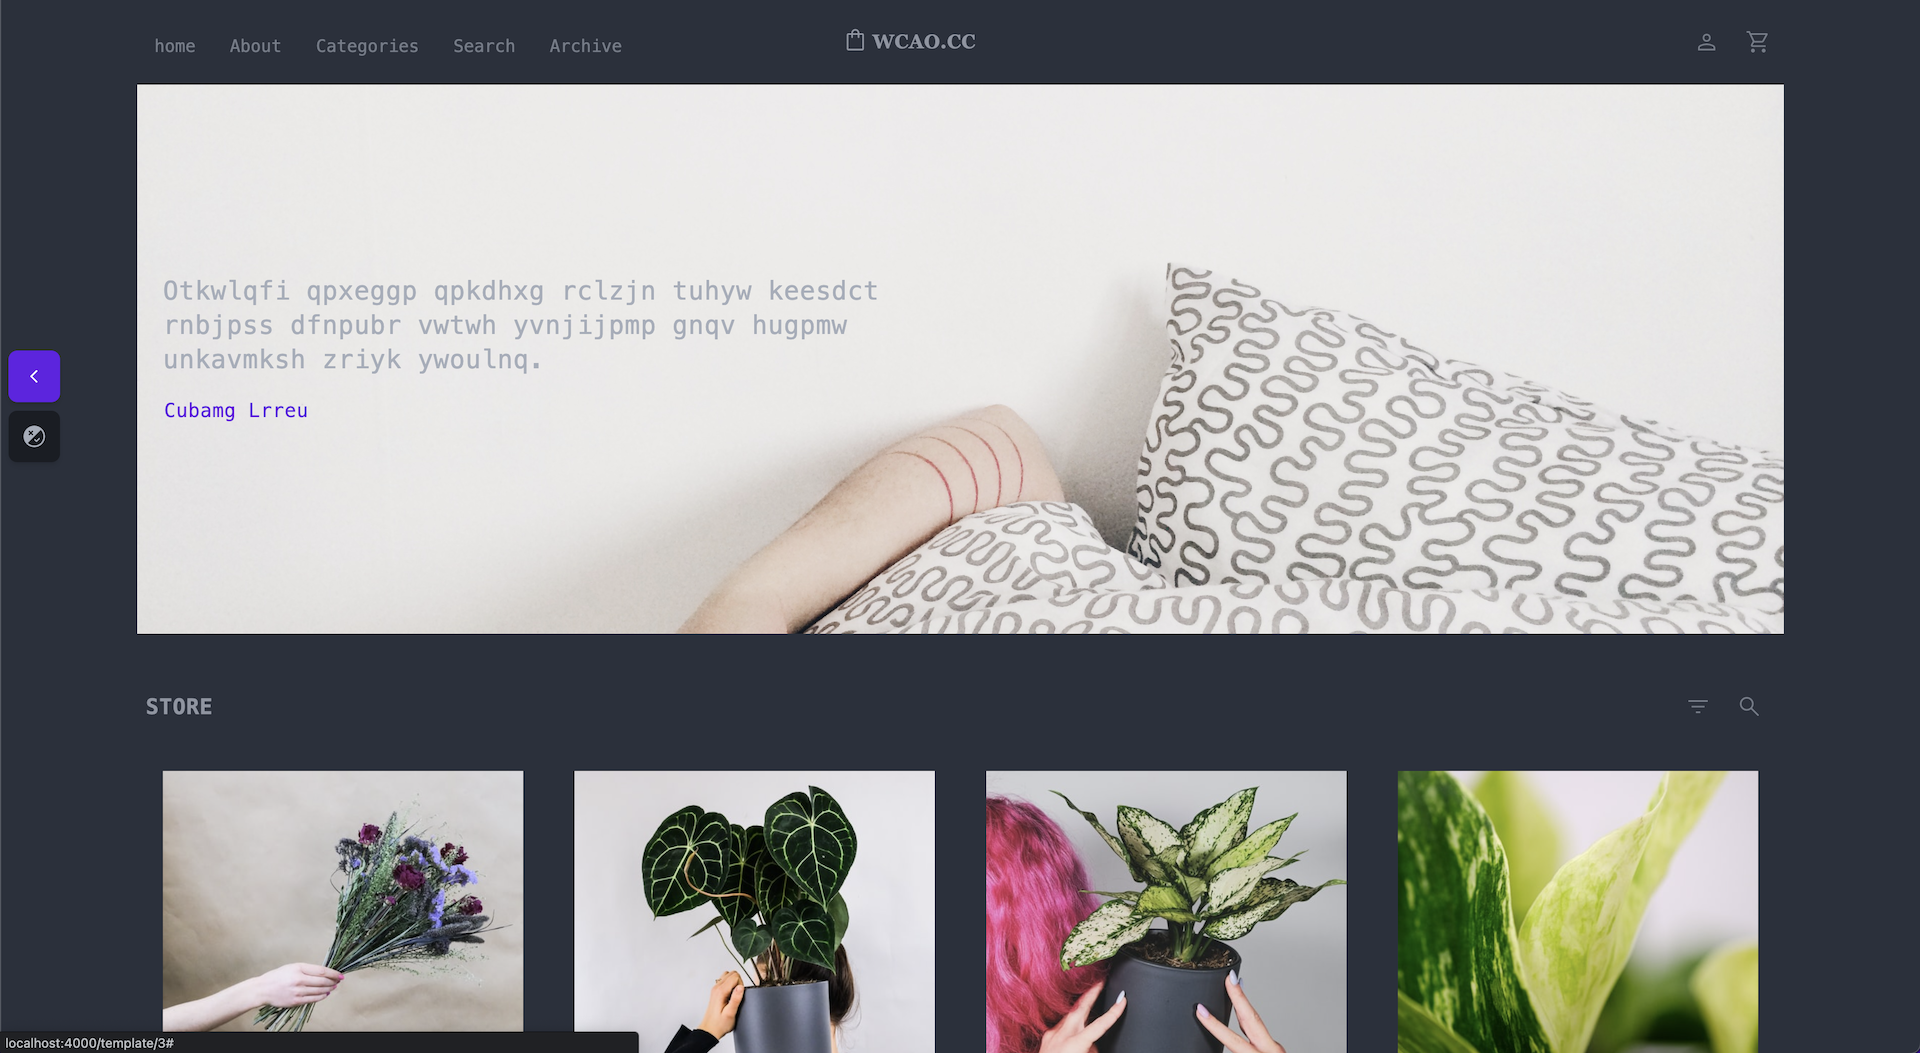 home About Categories Search Archive WCAO.CC
Otkwlqfi qpxeggp qpkdhxg rclzjn tuhyw keesdct
rnbjpss dfnpubr vwtwh yvnjijpmp gnqv hugpmw
unkavmksh zriyk ywoulnq.
Cubamg Lrreu
STORE
localhost:4000/template/3#